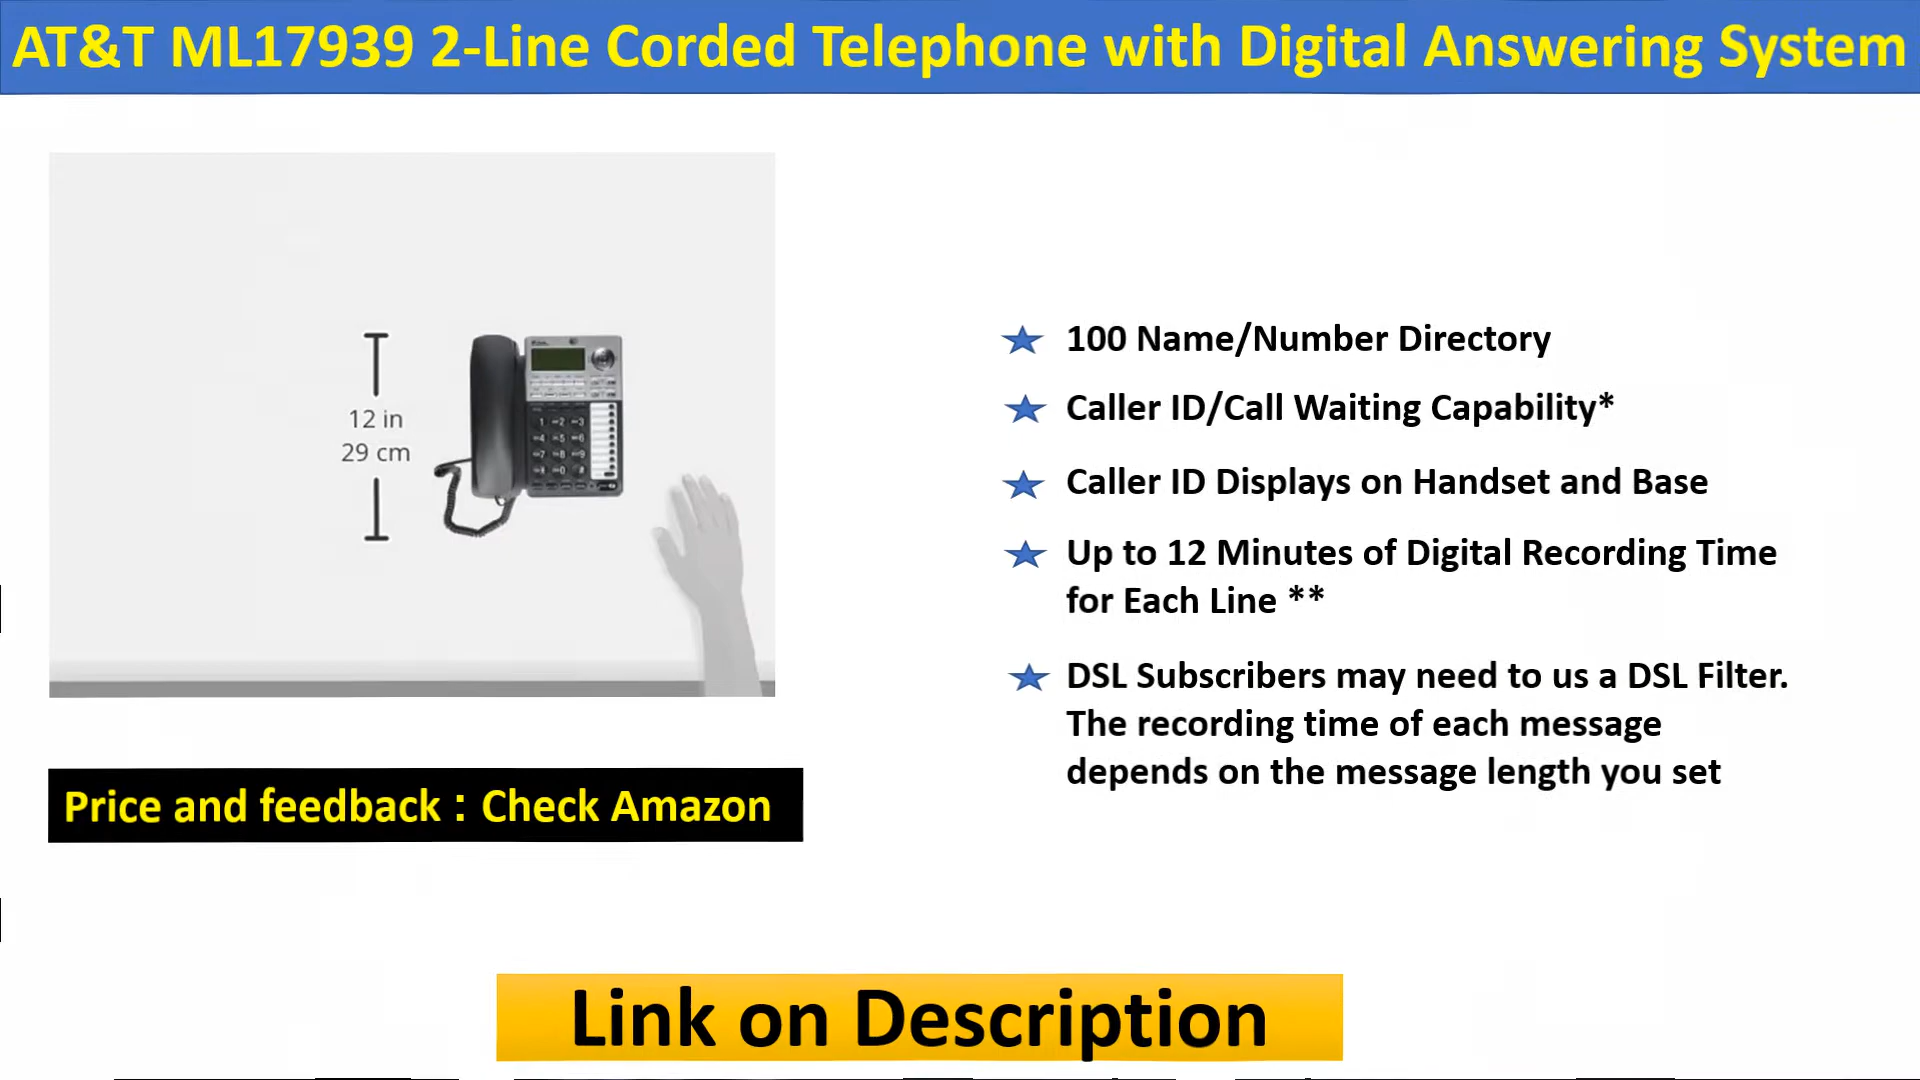 AT&T ML17939 2-Line Corded Telephone with Digital Answering System
12 in
29 cm
100 Name/Number Directory
Caller ID/Call Waiting Capability*
Caller ID Displays on Handset and Base
Up to 12 Minutes of Digital Recording Time
for Each Line **
DSL Subscribers may need to us a DSL Filter.
The recording time of each message
depends on the message length you set
Price and feedback : Check Amazon
Link on Description